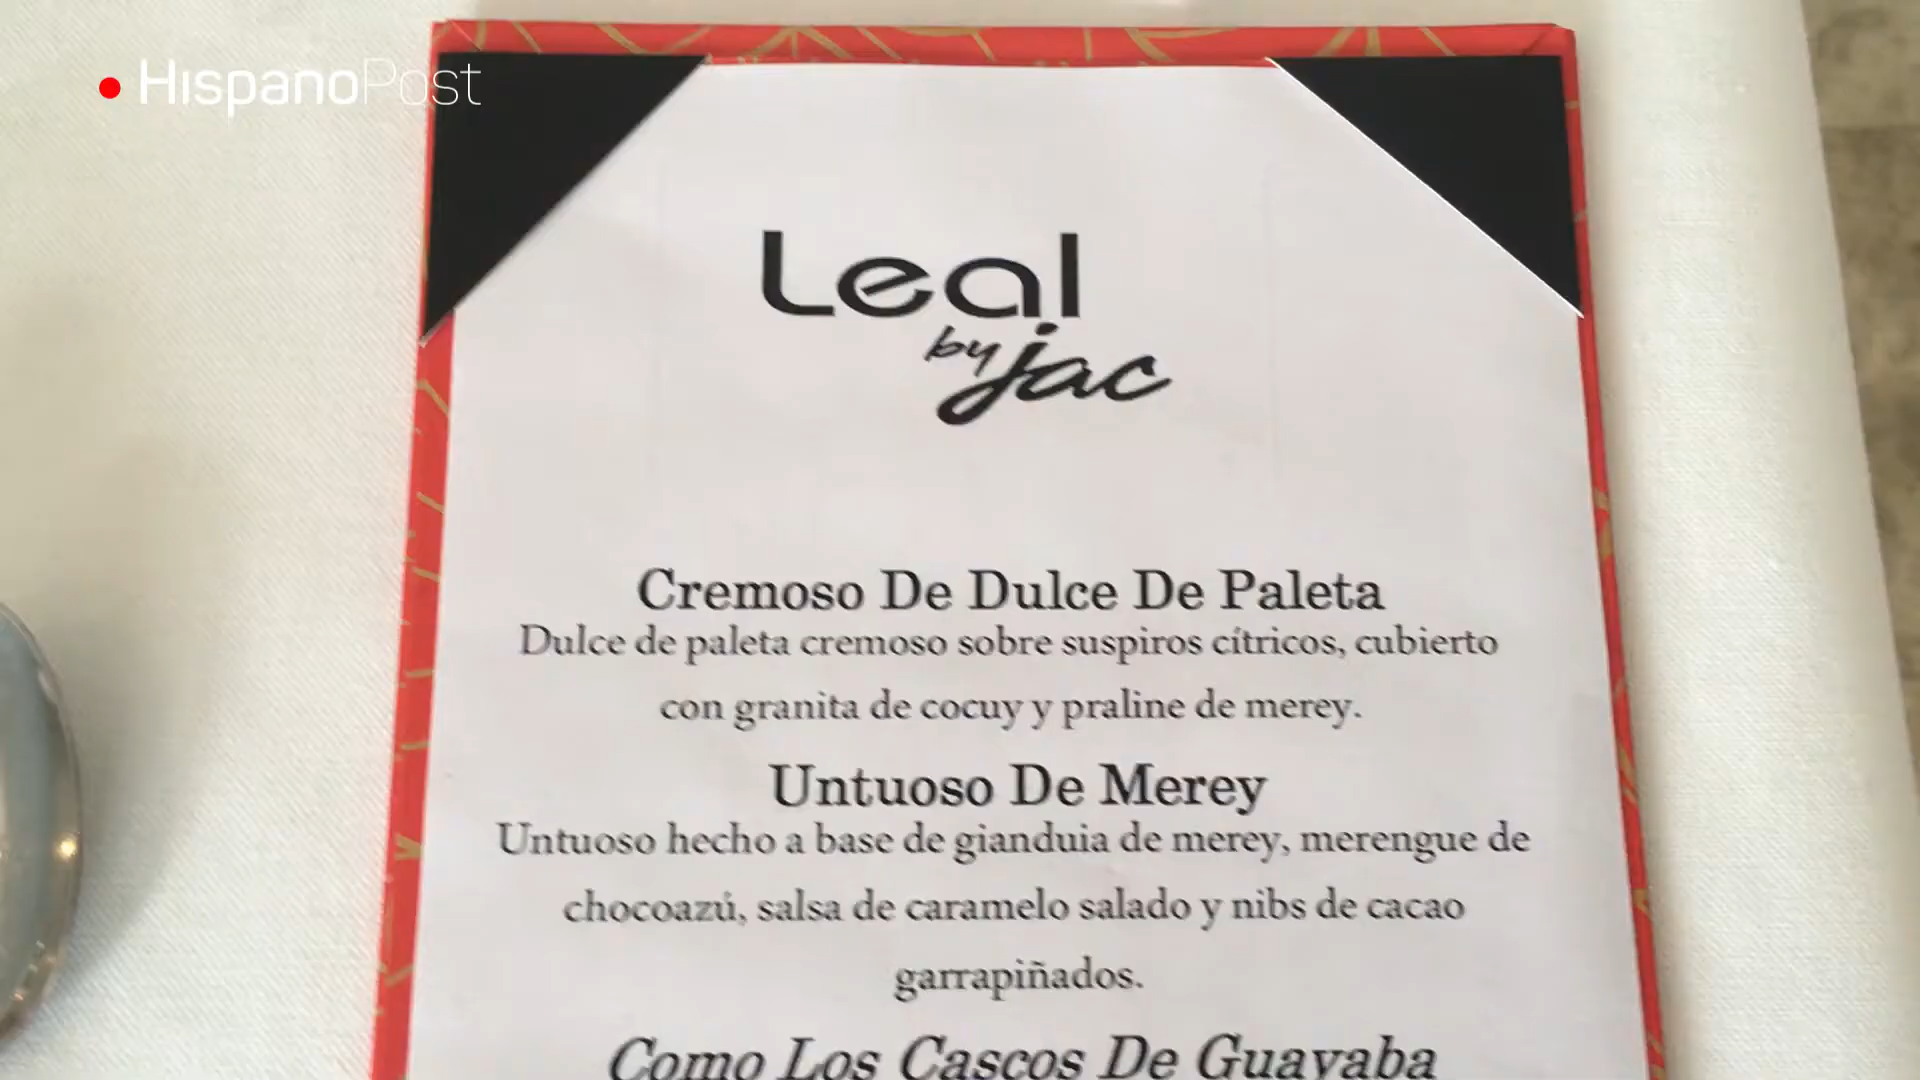 HispanoPost
Leal
by jac
Cremoso De Dulce De Paleta
Dulce de paleta cremoso sobre suspiros cítricos, cubierto
con granita de cocuy y praline de merey.
Untuoso De Merey
Untuoso hecho a base de gianduia de merey, merengue de
chocoazú, salsa de caramelo salado y nibs de cacao
garrapiñados.
Como Los Cascos De Guayaba